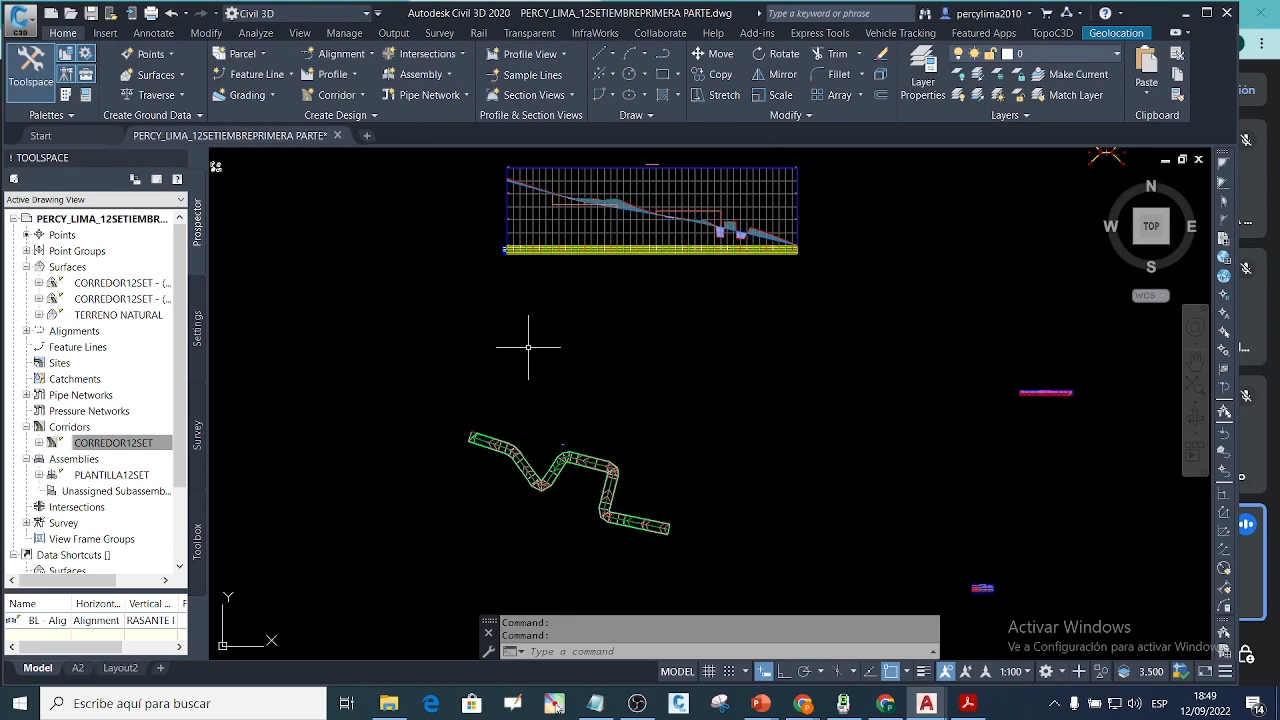 C3D
Civil 3D
Autodesk Civil 3D 2020 PERCY_LIMA_12SETIEMBREPRIMERA PARTE.dwg
Type a keyword or phrase
percylima2010
Home Insert Annotate Modify Analyze View Manage Output Survey Rail Transparent InfraWorks Collaborate Help Add-ins Express Tools Vehicle Tracking Featured Apps TopoC3D Geolocation
Toolspace
Palettes
Points
Surfaces
Traverse
Create Ground Data
Parcel
Feature Line
Grading
Alignment
Profile
Corridor
Intersections
Assembly
Pipe Network
Create Design
Profile View
Sample Lines
Section Views
Profile & Section Views
Draw
Move
Copy
Stretch
Rotate
Mirror
Scale
Trim
Fillet
Array
Modify
Layer
Properties
0
Make Current
Match Layer
Layers
Paste
Clipboard
Start
PERCY_LIMA_12SETIEMBREPRIMERA PARTE*
TOOLSPACE
Active Drawing View
PERCY_LIMA_12SETIEMBR...
Points
Point Groups
Surfaces
CORREDOR12SET - (...
CORREDOR12SET - (...
TERRENO NATURAL
Alignments
Feature Lines
Sites
Catchments
Pipe Networks
Pressure Networks
Corridors
CORREDOR12SET
Assemblies
PLANTILLA12SET
Unassigned Subassemb...
Intersections
Survey
View Frame Groups
Data Shortcuts []
Surfaces
Prospector
Settings
Survey
Toolbox
Name Horizont... Vertical ... F
BL - Alig Alignment RASANTE I
N
W TOP E
S
WCS
Y
X
Command:
Command:
Type a command
Activar Windows
Ve a Configuración para activar Windows
Model A2 Layout2
MODEL
1:100
3.500
Escribe aquí para buscar
ESP
18:49
12/09/2022